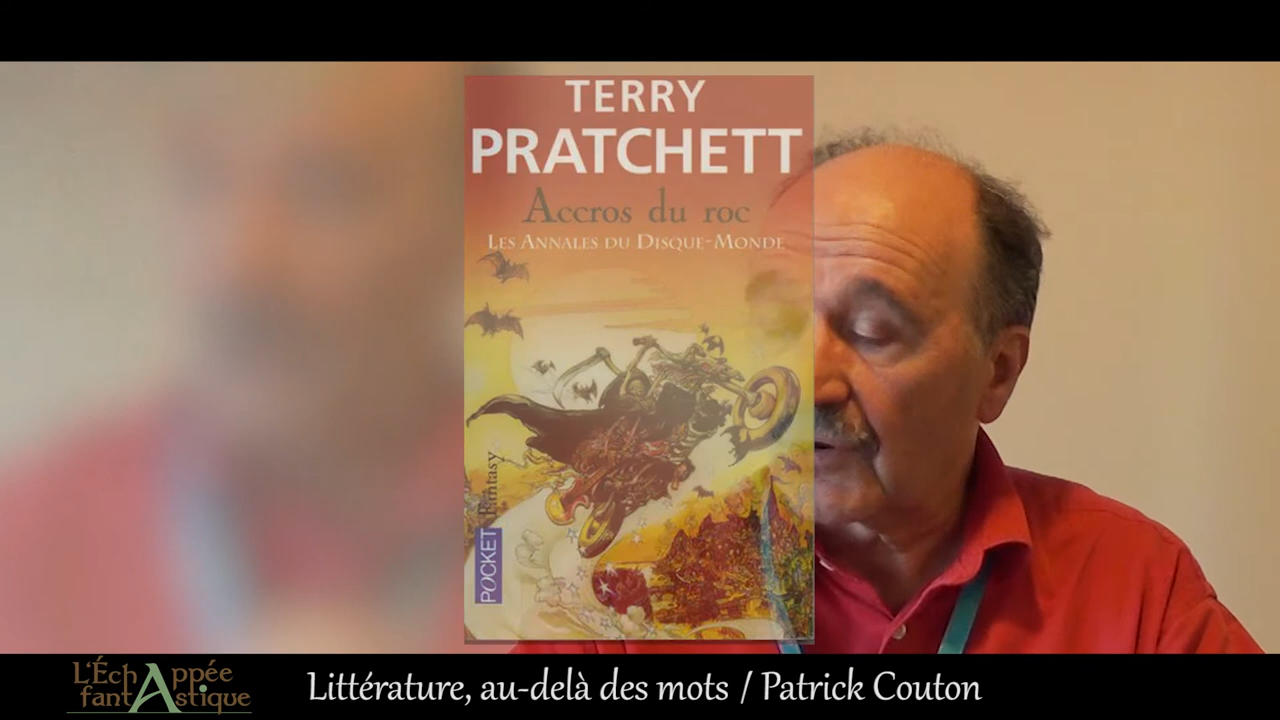 TERRY
PRATCHETT
Accros du roc
LES ANNALES DU DISQUE-MONDE
POCKET Fantasy
L'Échappée
fantAstique
Littérature, au-delà des mots / Patrick Couton